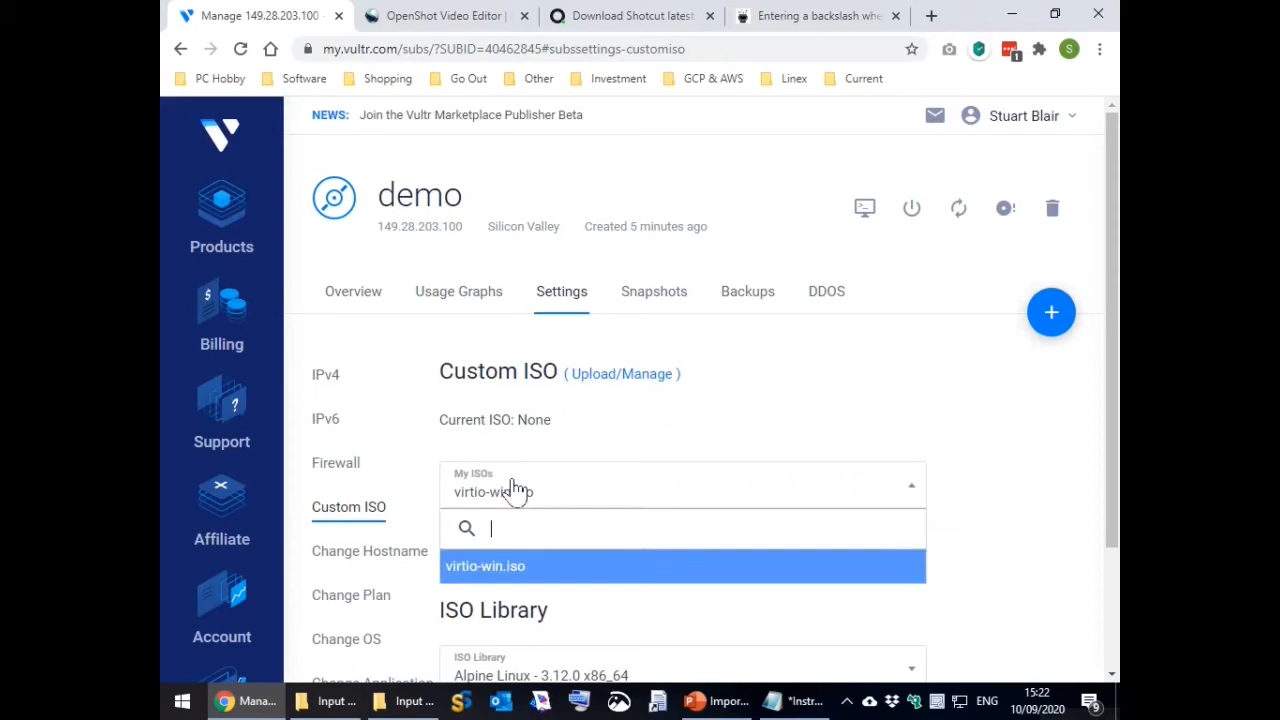 Manage 149.28.203.100 -
OpenShot Video Editor |
Download Shotcut latest
Entering a backslash whe
my.vultr.com/subs/?SUBID=40462845#subssettings-customiso
1
S
PC Hobby
Software
Shopping
Go Out
Other
Investment
GCP & AWS
Linex
Current
NEWS: Join the Vultr Marketplace Publisher Beta
Stuart Blair
Products
Billing
Support
Affiliate
Account
demo
149.28.203.100
Silicon Valley
Created 5 minutes ago
Overview
Usage Graphs
Settings
Snapshots
Backups
DDOS
IPv4
IPv6
Firewall
Custom ISO
Change Hostname
Change Plan
Change OS
Change Application
Custom ISO ( Upload/Manage )
Current ISO: None
My ISOs
virtio-win.iso
ISO Library
ISO Library
Alpine Linux - 3.12.0 x86_64
Mana...
Input ...
Input ...
Impor...
*Instr...
ENG
15:22
10/09/2020
9